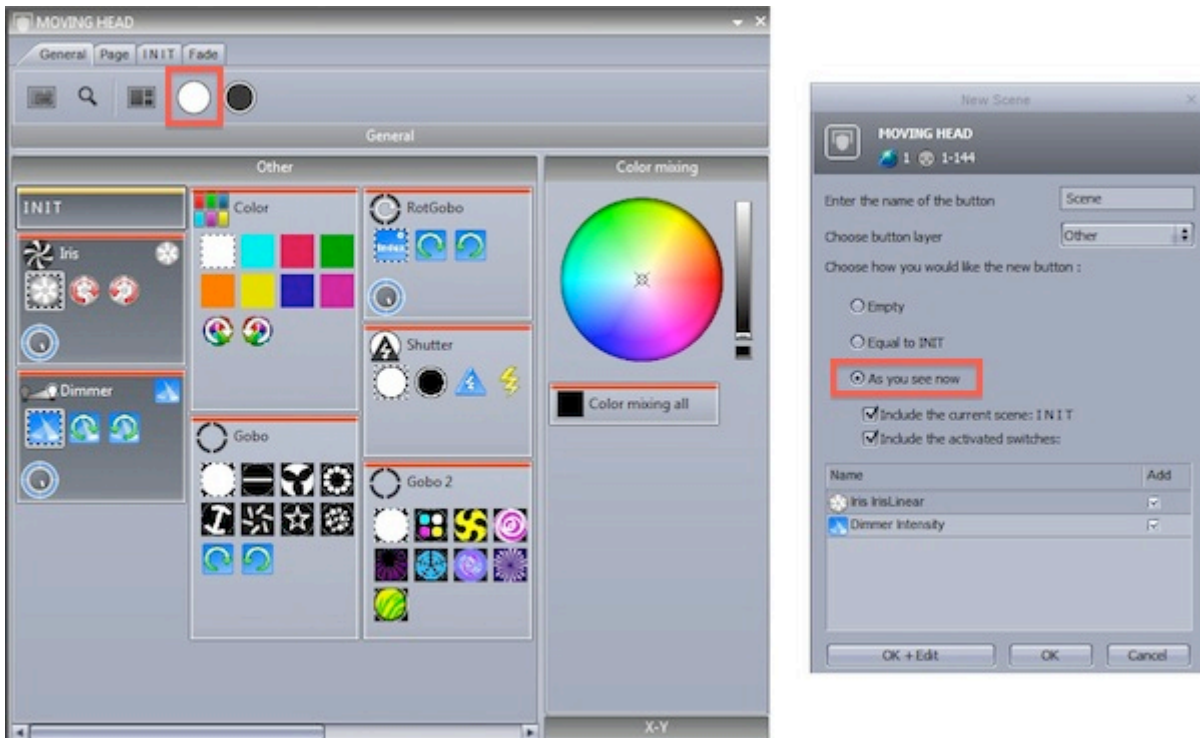 MOVING HEAD
General Page INIT Fade
General
Other
INIT
Iris
Dimmer
Color
Gobo
RotGobo
Index
Shutter
Gobo 2
Color mixing
Color mixing all
X-Y
New Scene
MOVING HEAD
1 1-144
Enter the name of the button Scene
Choose button layer Other
Choose how you would like the new button :
Empty
Equal to INIT
As you see now
Include the current scene: INIT
Include the activated switches:
Name Add
Iris IrisLinear
Dimmer Intensity
OK + Edit OK Cancel